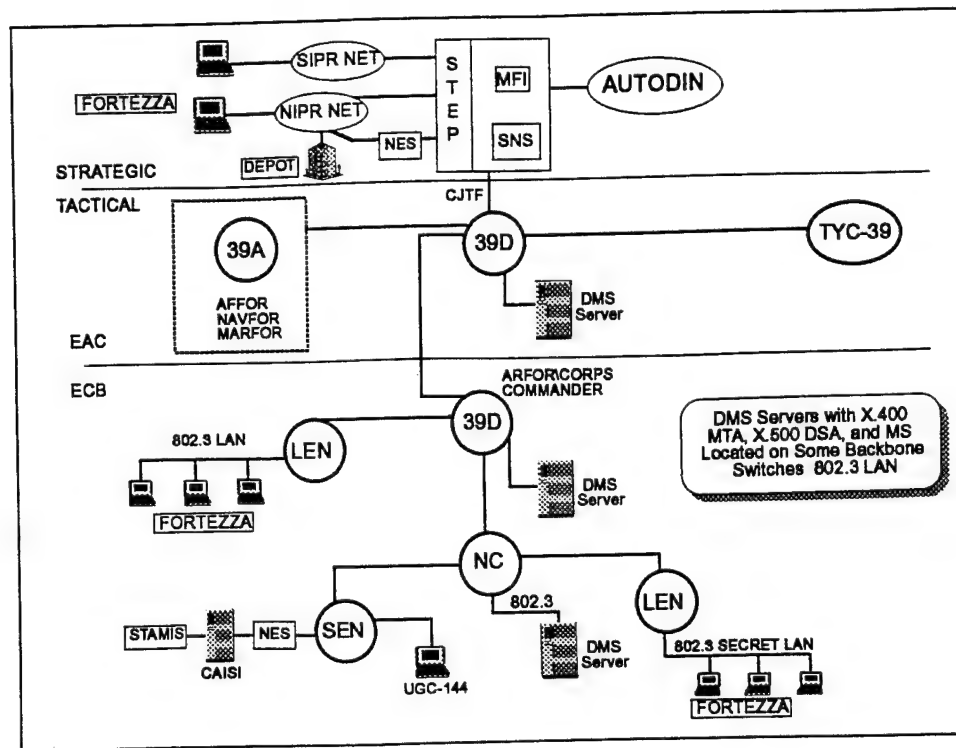 SIPR NET
S
T
E
P
MFI
AUTODIN
FORTEZZA
NIPR NET
NES
SNS
DEPOT
STRATEGIC
CJTF
TACTICAL
39A
39D
TYC-39
AFFOR
NAVFOR
MARFOR
DMS
Server
EAC
ECB
ARFOR\CORPS
COMMANDER
39D
802.3 LAN
LEN
DMS Servers with X.400
MTA, X.500 DSA, and MS
Located on Some Backbone
Switches 802.3 LAN
FORTEZZA
DMS
Server
NC
802.3
LEN
STAMIS
NES
SEN
CAISI
UGC-144
DMS
Server
802.3 SECRET LAN
FORTEZZA